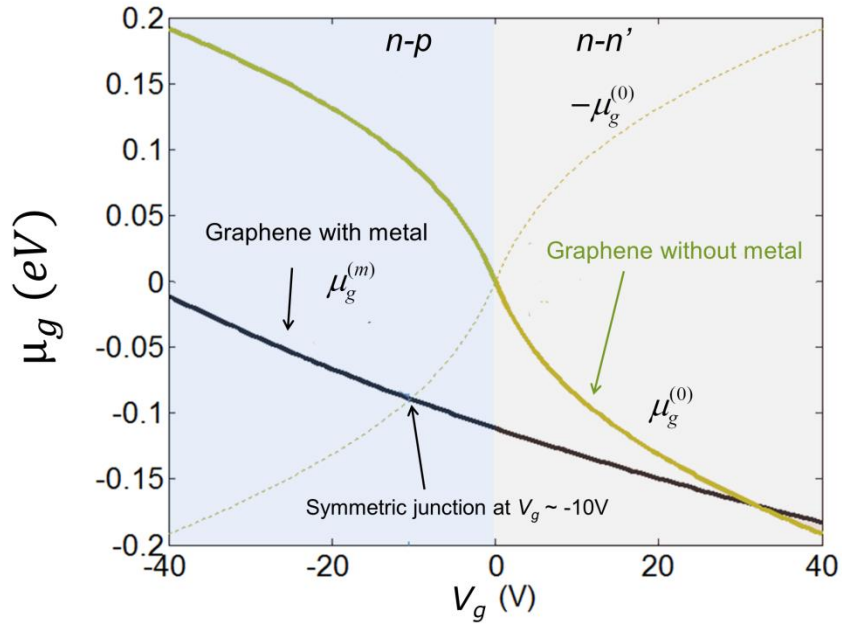 n-p
n-n’
0.2
0.15
0.1
0.05
0
-0.05
-0.1
-0.15
-0.2
μg (eV)
−μg(0)
Graphene with metal
μg(m)
Graphene without metal
μg(0)
Symmetric junction at Vg ~ -10V
-40
-20
0
20
40
Vg (V)